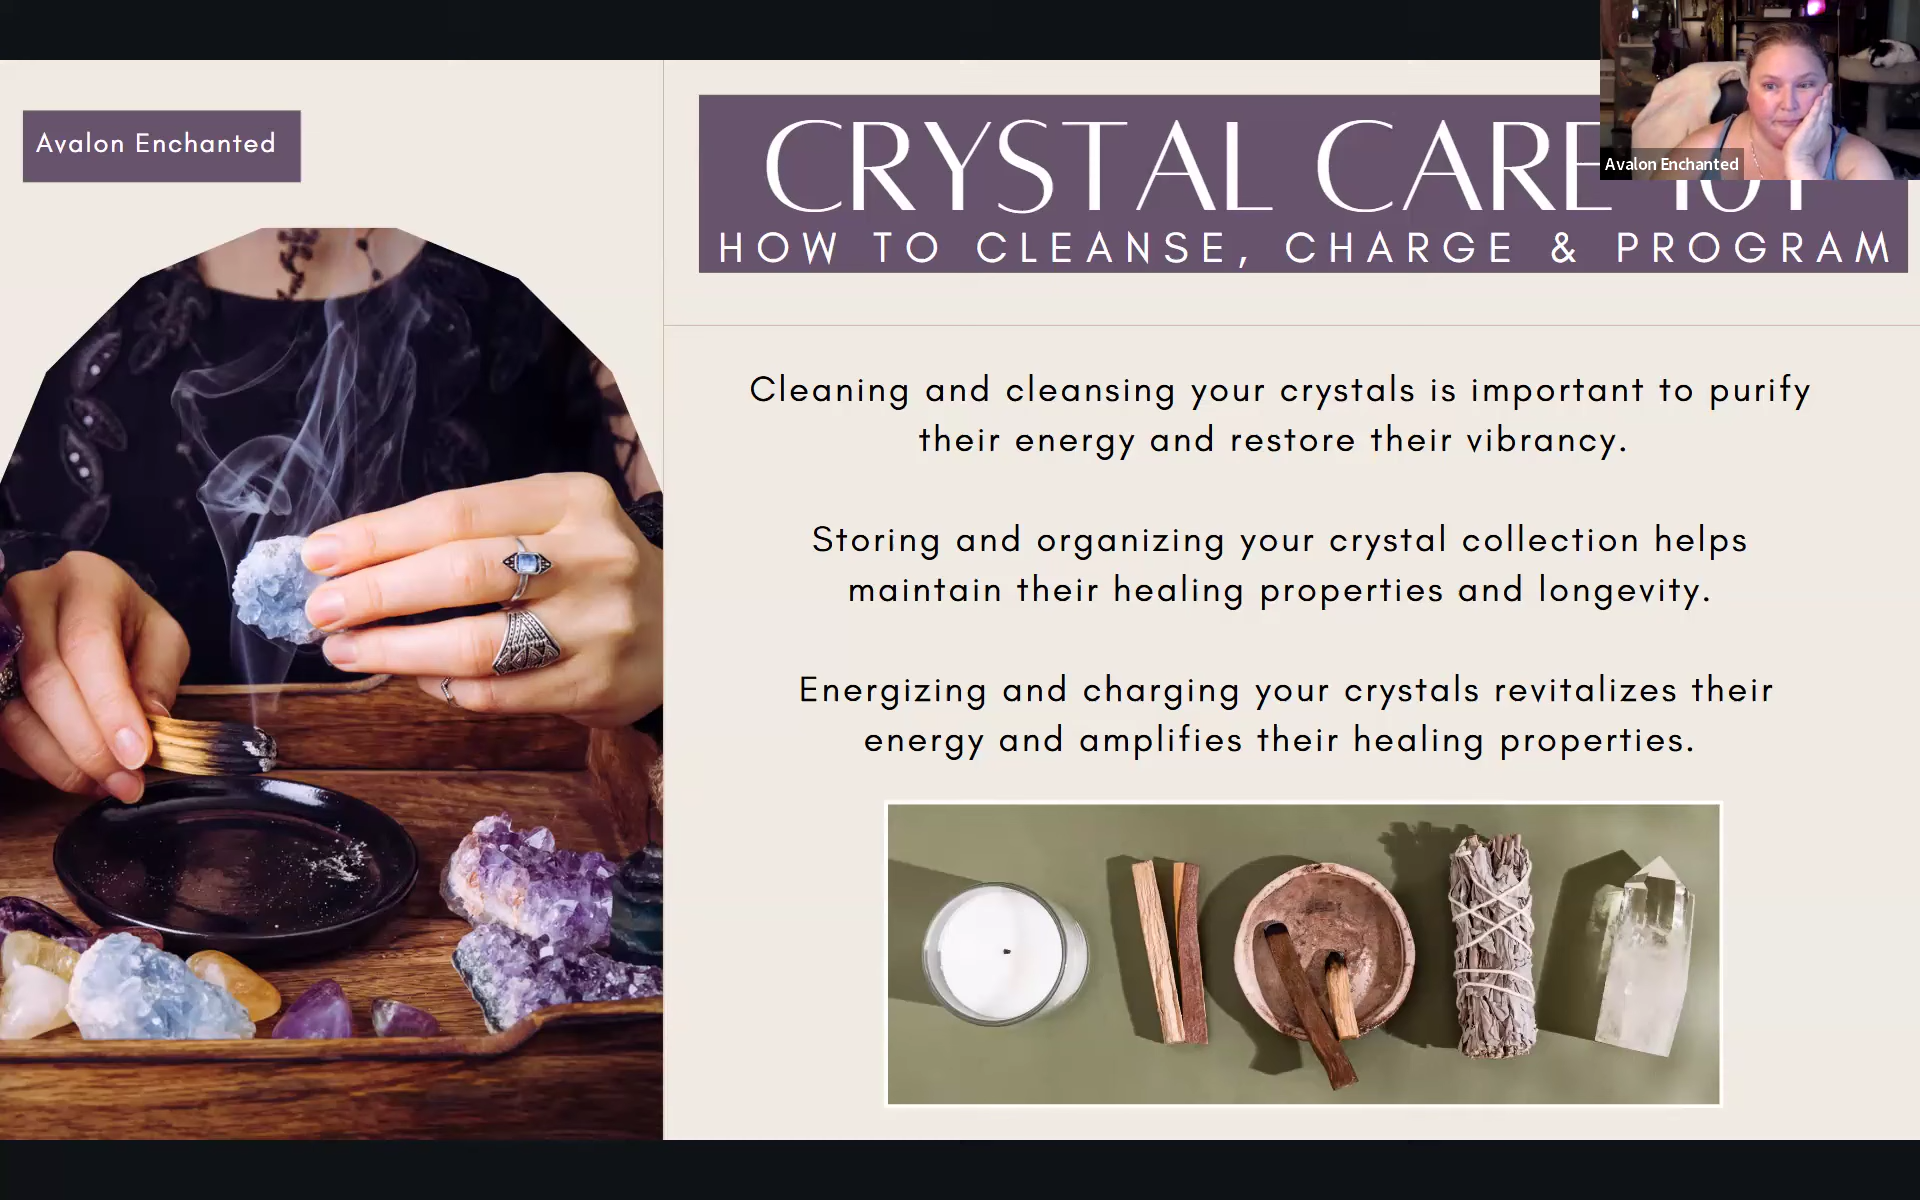 Avalon Enchanted
CRYSTAL CARE 101
HOW TO CLEANSE, CHARGE & PROGRAM
Avalon Enchanted
Cleaning and cleansing your crystals is important to purify
their energy and restore their vibrancy.
Storing and organizing your crystal collection helps
maintain their healing properties and longevity.
Energizing and charging your crystals revitalizes their
energy and amplifies their healing properties.